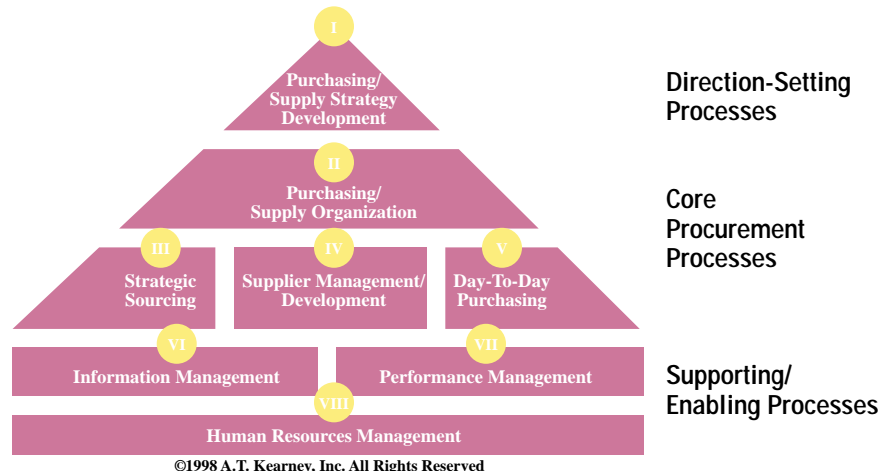 I
Purchasing/
Supply Strategy
Development
Direction-Setting
Processes
II
Purchasing/
Supply Organization
Core
Procurement
Processes
III
Strategic
Sourcing
IV
Supplier Management/
Development
V
Day-To-Day
Purchasing
VI
Information Management
VII
Performance Management
Supporting/
Enabling Processes
VIII
Human Resources Management
©1998 A.T. Kearney, Inc. All Rights Reserved